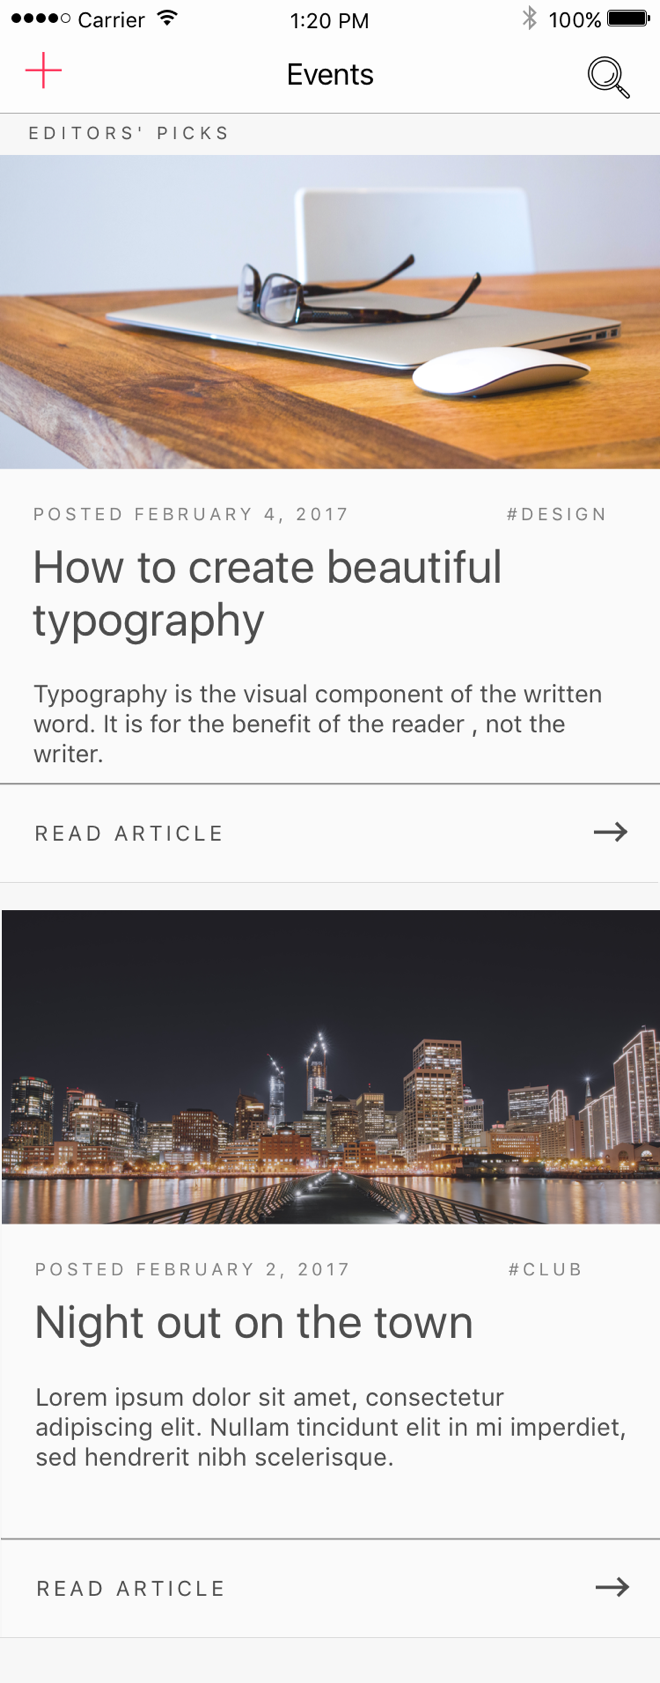 Carrier 1:20 PM 100%
Events
EDITORS' PICKS
POSTED FEBRUARY 4, 2017 #DESIGN
How to create beautiful
typography
Typography is the visual component of the written
word. It is for the benefit of the reader , not the
writer.
READ ARTICLE
POSTED FEBRUARY 2, 2017 #CLUB
Night out on the town
Lorem ipsum dolor sit amet, consectetur
adipiscing elit. Nullam tincidunt elit in mi imperdiet,
sed hendrerit nibh scelerisque.
READ ARTICLE